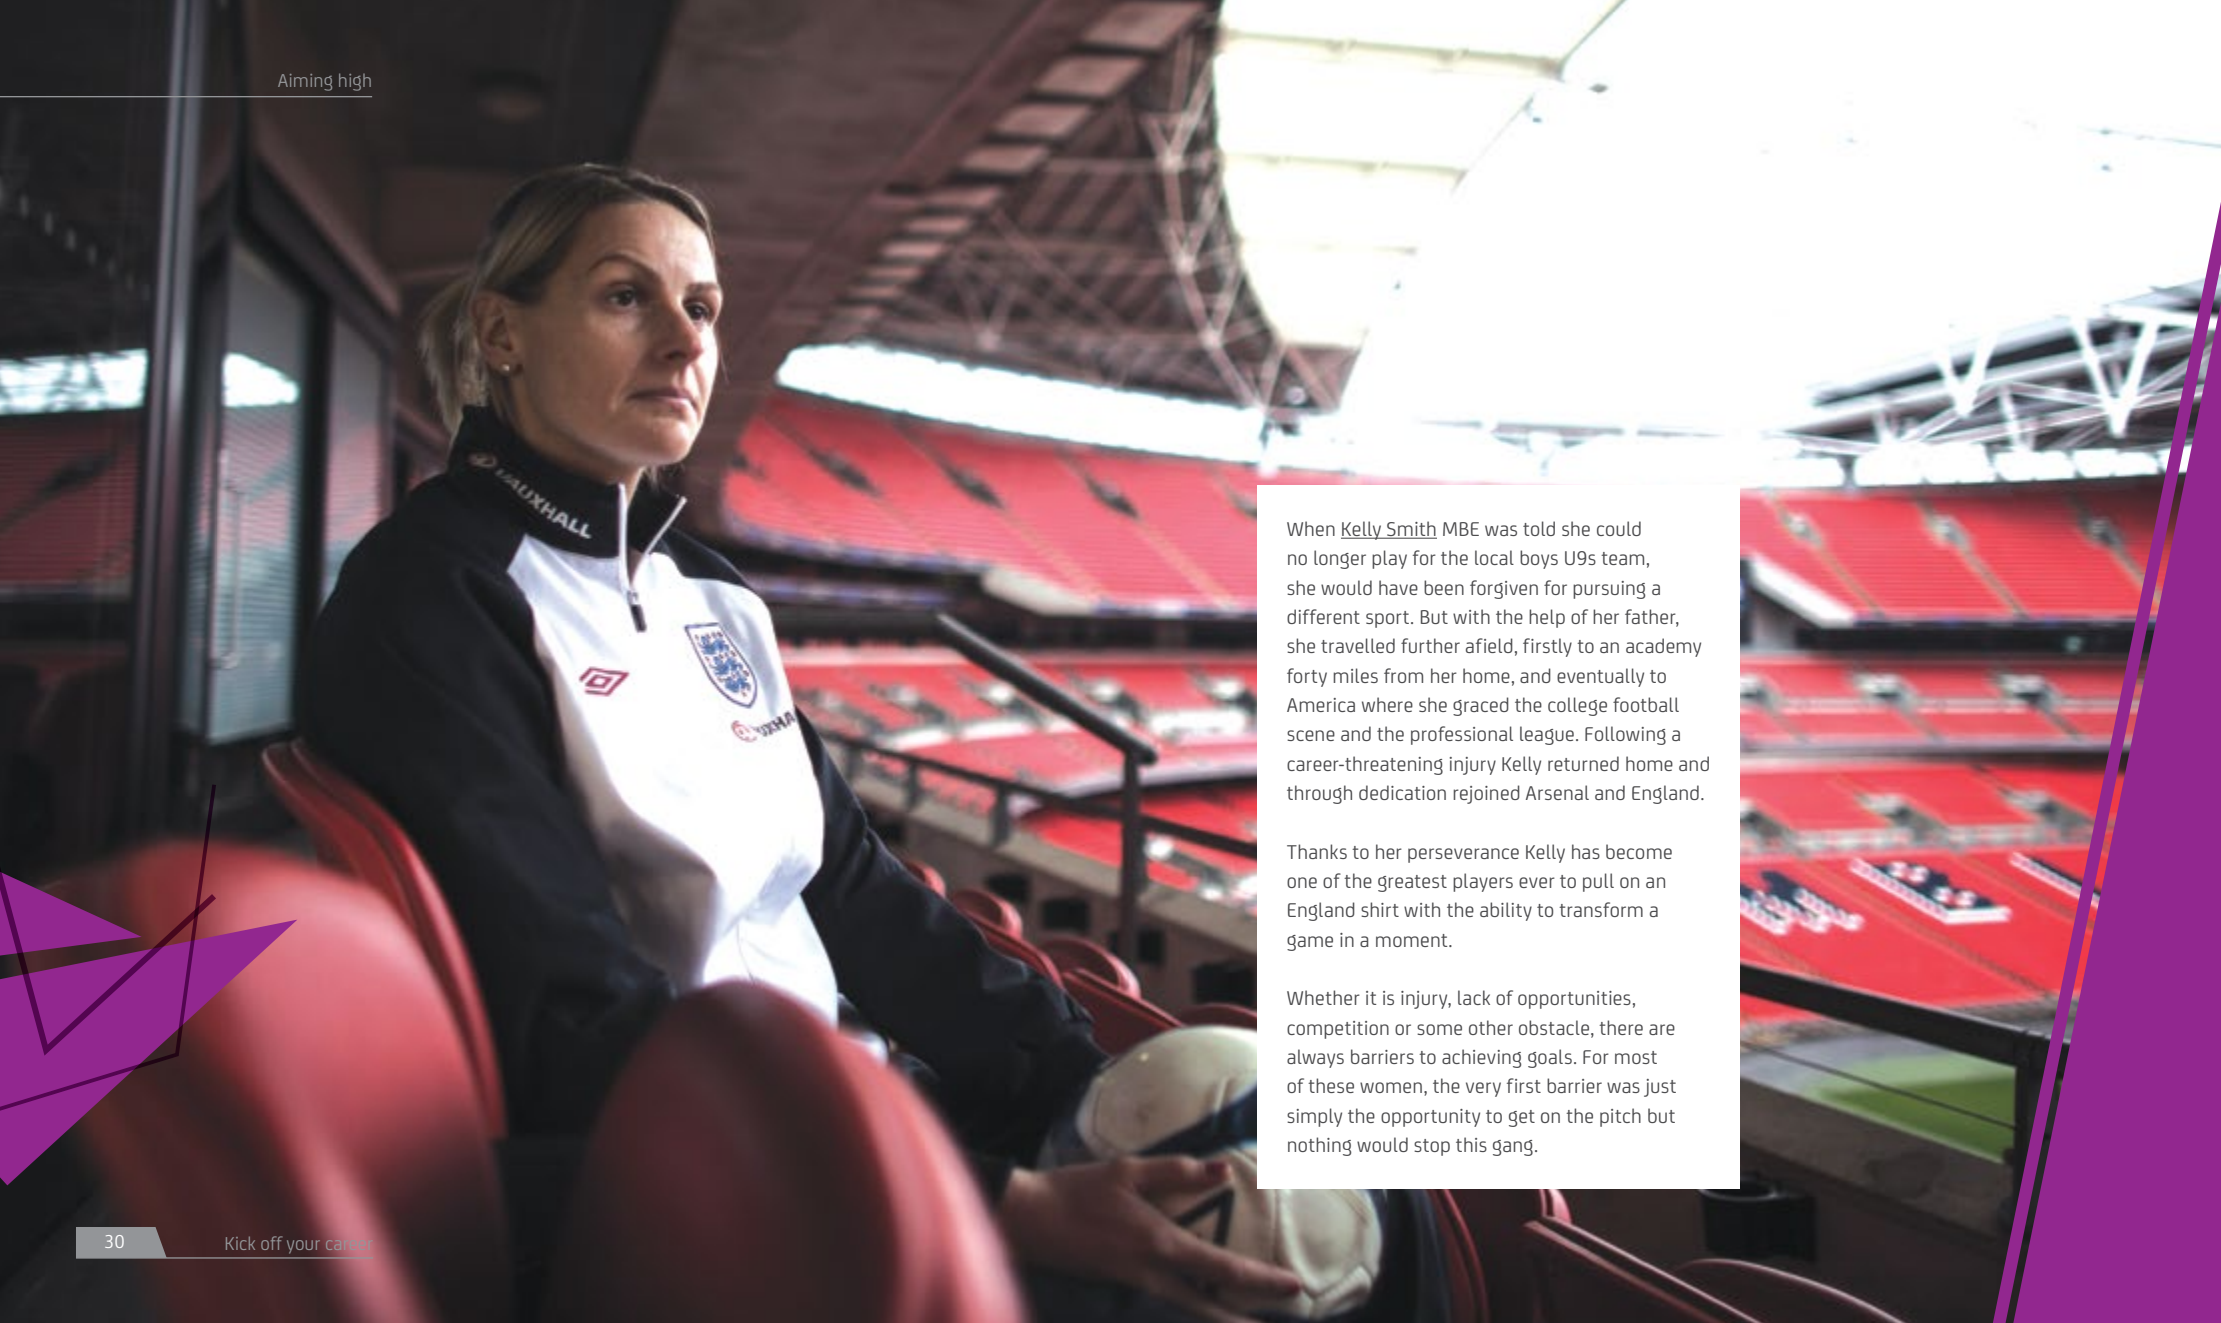 Aiming high
VAUXHALL
When Kelly Smith MBE was told she could
no longer play for the local boys U9s team,
she would have been forgiven for pursuing a
different sport. But with the help of her father,
she travelled further afield, firstly to an academy
forty miles from her home, and eventually to
America where she graced the college football
scene and the professional league. Following a
career-threatening injury Kelly returned home and
through dedication rejoined Arsenal and England.
Thanks to her perseverance Kelly has become
one of the greatest players ever to pull on an
England shirt with the ability to transform a
game in a moment.
Whether it is injury, lack of opportunities,
competition or some other obstacle, there are
always barriers to achieving goals. For most
of these women, the very first barrier was just
simply the opportunity to get on the pitch but
nothing would stop this gang.
30
Kick off your career